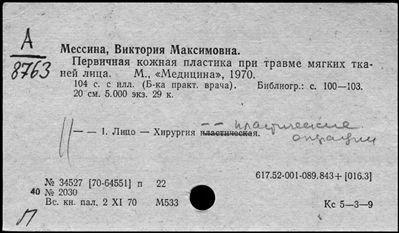 А
8763
Мессина, Виктория Максимовна.
Первичная кожная пластика при травме мягких тка-
ней лица. М., «Медицина», 1970.
104 с. с илл. (Б-ка практ. врача). Библиогр.: с. 100—103.
20 см. 5.000 экз. 29 к.
-- пластические
— — 1. Лицо — Хирургия пластическая.
операции
617.52-001-089.843+[016.3]
№ 34527 [70-64551] п 22
40 № 2030
Вс. кн. пал. 2 XI 70 М533
Кс 5—3—9
П